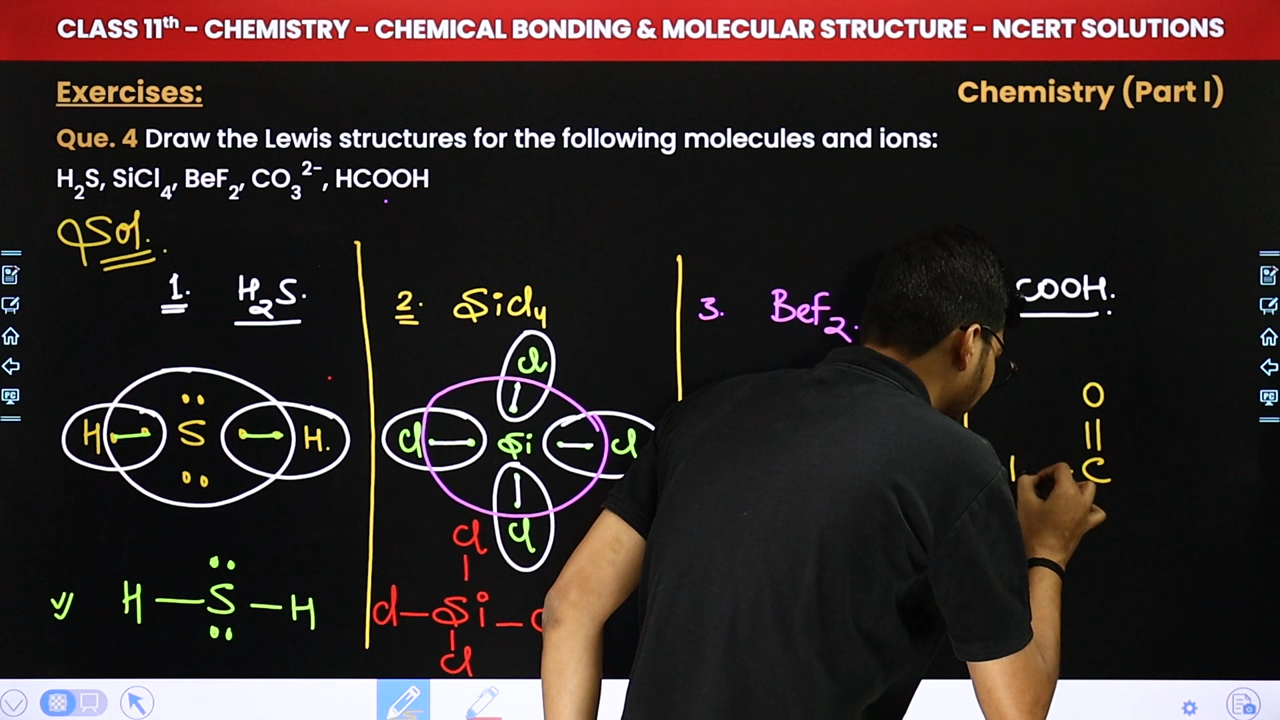 CLASS 11th – CHEMISTRY – CHEMICAL BONDING & MOLECULAR STRUCTURE – NCERT SOLUTIONS
Exercises:
Chemistry (Part I)
Que. 4 Draw the Lewis structures for the following molecules and ions:
H2S, SiCl4, BeF2, CO3 2-, HCOOH
Sol.
1. H2S.
2. SiCl4
3. BeF2.
COOH.
Cl
O
H S H.
Cl Si Cl
C
Cl
Cl
H—S—H
Cl—Si—
Cl
PC
PC